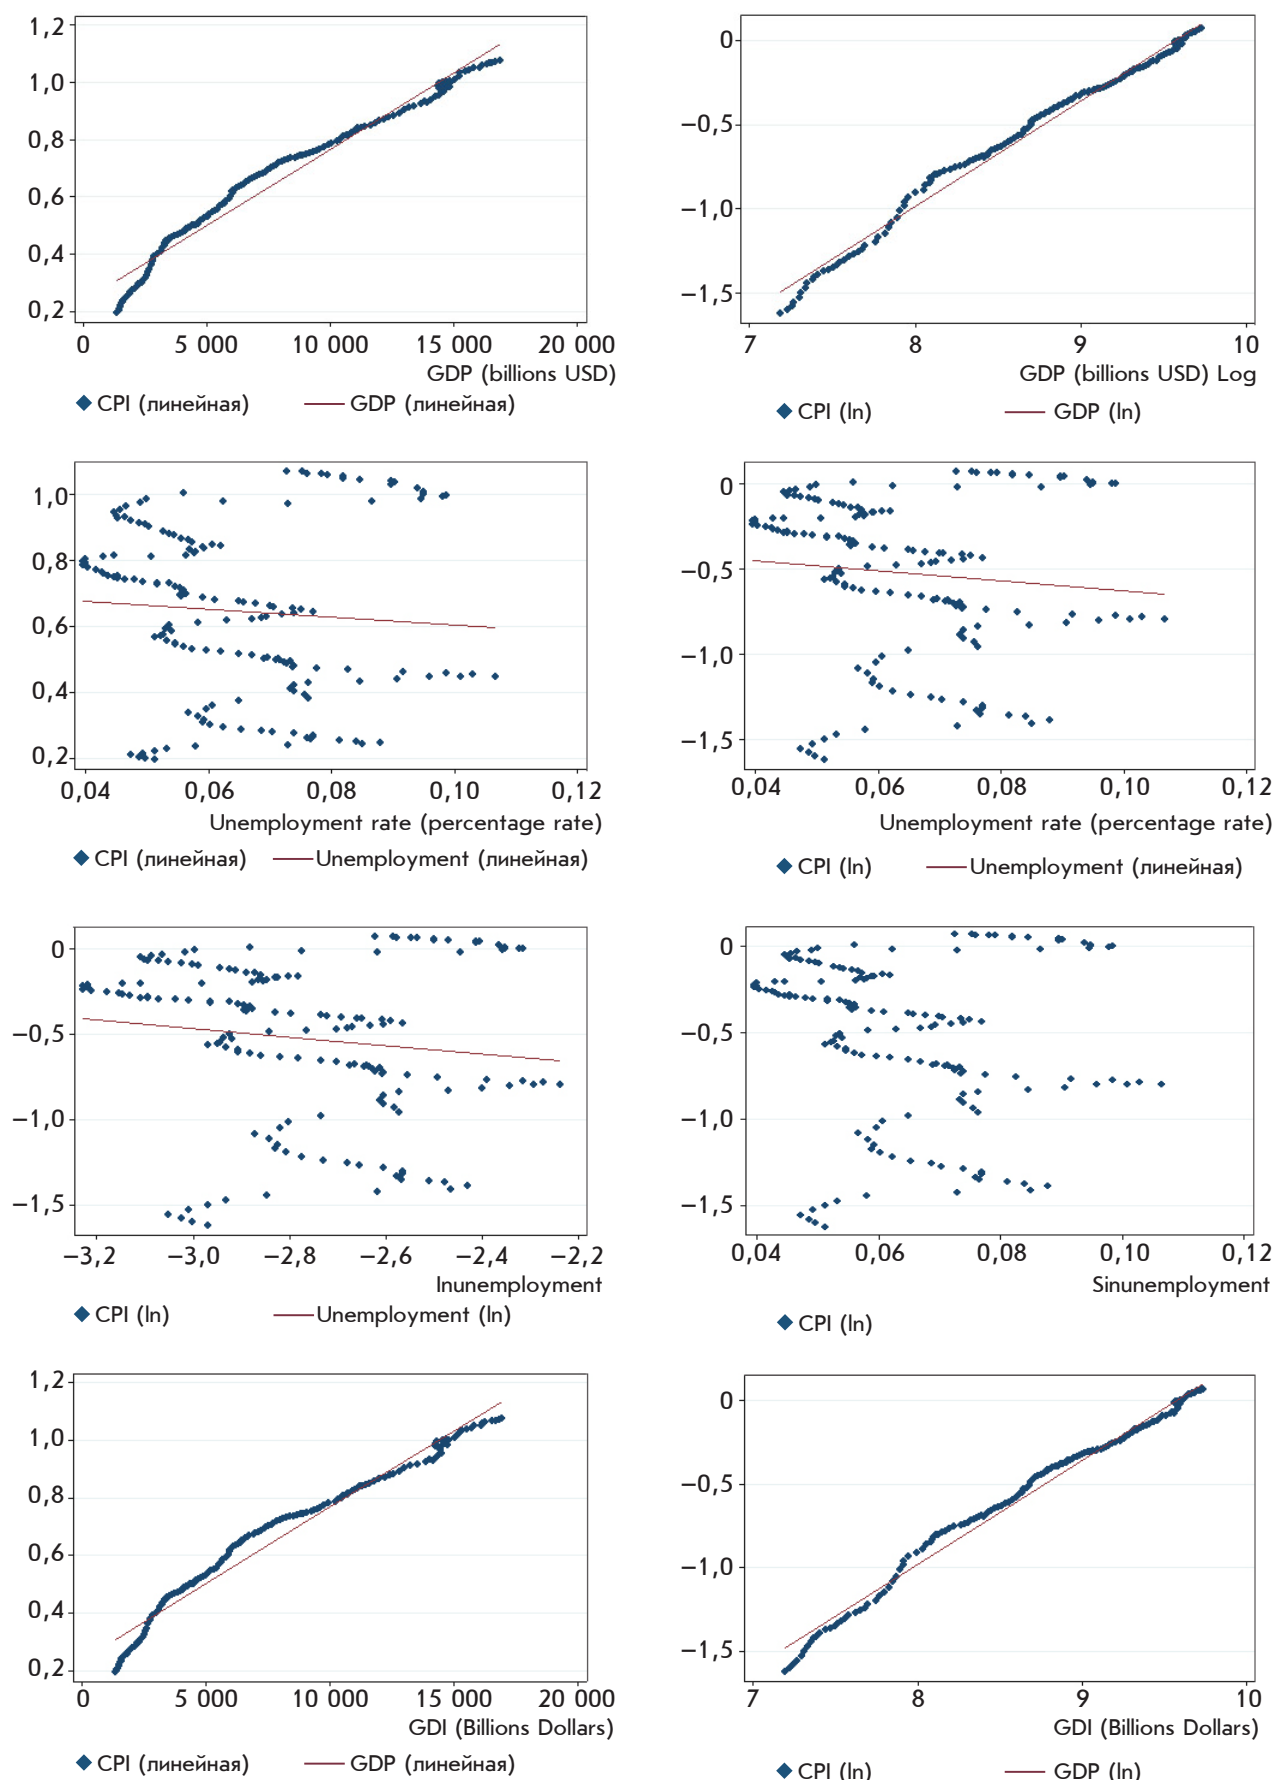 1,2
1,0
0,8
0,6
0,4
0,2
0 5 000 10 000 15 000 20 000
GDP (billions USD)
CPI (линейная) GDP (линейная)
0
−0,5
−1,0
−1,5
7 8 9 10
GDP (billions USD) Log
CPI (ln) GDP (ln)
1,0
0,8
0,6
0,4
0,2
0,04 0,06 0,08 0,10 0,12
Unemployment rate (percentage rate)
CPI (линейная) Unemployment (линейная)
0
−0,5
−1,0
−1,5
0,04 0,06 0,08 0,10 0,12
Unemployment rate (percentage rate)
CPI (ln) Unemployment (линейная)
0
−0,5
−1,0
−1,5
−3,2 −3,0 −2,8 −2,6 −2,4 −2,2
lnunemployment
CPI (ln) Unemployment (ln)
0
−0,5
−1,0
−1,5
0,04 0,06 0,08 0,10 0,12
Sinunemployment
CPI (ln)
1,2
1,0
0,8
0,6
0,4
0,2
0 5 000 10 000 15 000 20 000
GDI (Billions Dollars)
CPI (линейная) GDP (линейная)
0
−0,5
−1,0
−1,5
7 8 9 10
GDI (Billions Dollars)
CPI (ln) GDP (ln)